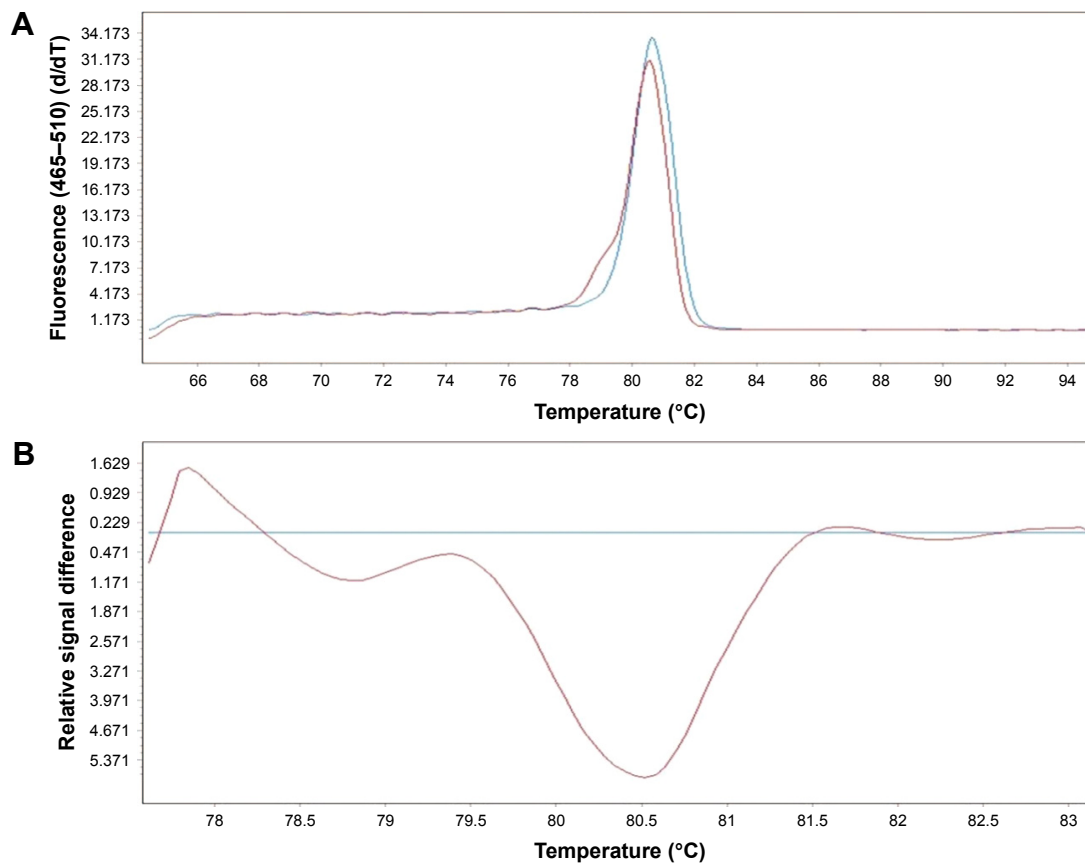 A
Fluorescence (465–510) (d/dT)
34.173
31.173
28.173
25.173
22.173
19.173
16.173
13.173
10.173
7.173
4.173
1.173
66 68 70 72 74 76 78 80 82 84 86 88 90 92 94
Temperature (°C)
B
Relative signal difference
1.629
0.929
0.229
0.471
1.171
1.871
2.571
3.271
3.971
4.671
5.371
78 78.5 79 79.5 80 80.5 81 81.5 82 82.5 83
Temperature (°C)